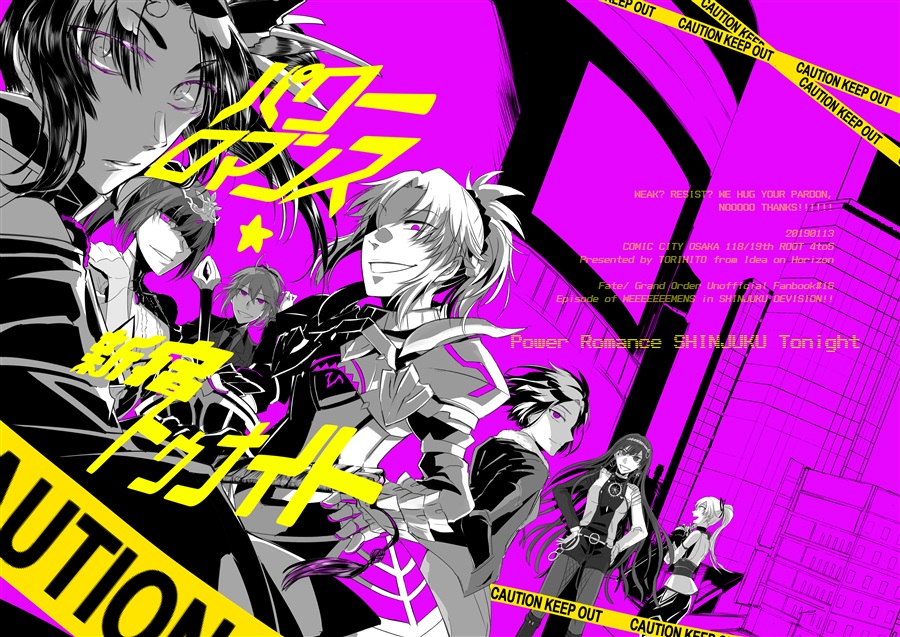 パワー
ロマンス
☆
新宿
トゥナイト
CAUTION KEEP OUT
CAUTION KEEP OUT
CAUTION KEEP OUT
CAUTION KEEP OUT
WEAK? RESIST? WE HUG YOUR PARDON,
NOOOOO THANKS!!!!!!!
20190113
COMIC CITY OSAKA 118/19th ROOT 4to6
Presented by TORIHITO from Idea on Horizon
Fate/ Grand Order Unofficial Fanbook#18
Episode of WEEEEEEEMENS in SHINJUKU DEVISION!!
Power Romance SHINJUKU Tonight
CAUTION
CAUTION KEEP OUT
CAUTION KEEP OUT